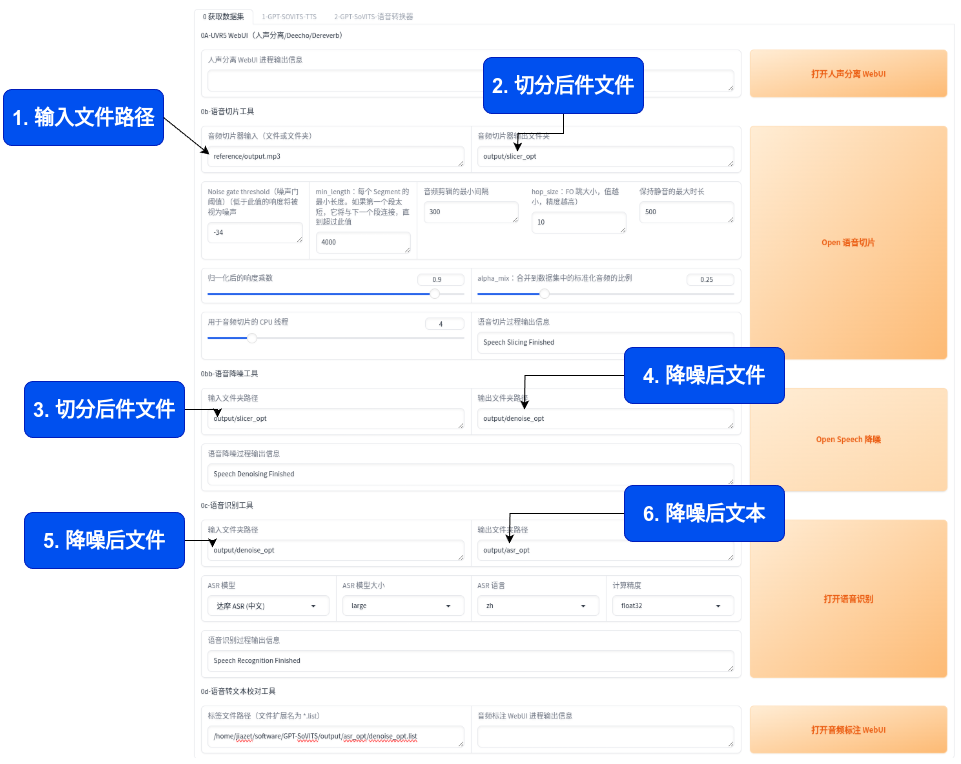 0 获取数据集
1-GPT-SOVITS-TTS
2-GPT-SoVITS-语音转换器
0A-UVR5 WebUI（人声分离/Deecho/Dereverb）
人声分离 WebUI 进程输出信息
打开人声分离 WebUI
2. 切分后件文件
1. 输入文件路径
0b-语音切片工具
音频切片器输入（文件或文件夹）
reference/output.mp3
音频切片器输出文件夹
output/slicer_opt
Noise gate threshold（噪声门
阈值）（低于此值的响度将被
视为噪声
-34
min_length：每个 Segment 的
最小长度。如果第一个段太
短，它将与下一个段连接，直
到超过此值
4000
音频剪辑的最小间隔
300
hop_size：FO 跳大小，值越
小，精度越高）
10
保持静音的最大时长
500
Open 语音切片
归一化后的响度乘数
0.9
alpha_mix：合并到数据集中的标准化音频的比例
0.25
用于音频切片的 CPU 线程
4
语音切片过程输出信息
Speech Slicing Finished
0bb-语音降噪工具
4. 降噪后文件
3. 切分后件文件
输入文件夹路径
output/slicer_opt
输出文件夹路径
output/denoise_opt
Open Speech 降噪
语音降噪过程输出信息
Speech Denoising Finished
0c-语音识别工具
6. 降噪后文本
5. 降噪后文件
输入文件夹路径
output/denoise_opt
输出文件夹路径
output/asr_opt
ASR 模型
达摩 ASR (中文)
ASR 模型大小
large
ASR 语言
zh
计算精度
float32
打开语音识别
语音识别过程输出信息
Speech Recognition Finished
0d-语音转文本校对工具
标签文件路径（文件扩展名为 *.list）
/home/jiazet/software/GPT-SoVITS/output/asr_opt/denoise_opt.list
音频标注 WebUI 进程输出信息
打开音频标注 WebUI